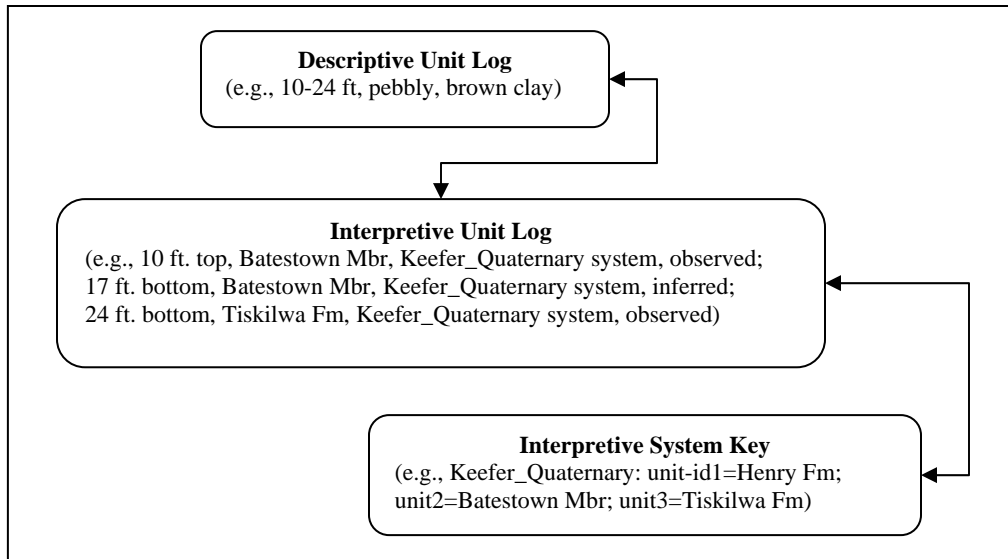 Descriptive Unit Log
(e.g., 10-24 ft, pebbly, brown clay)
Interpretive Unit Log
(e.g., 10 ft. top, Batestown Mbr, Keefer_Quaternary system, observed;
17 ft. bottom, Batestown Mbr, Keefer_Quaternary system, inferred;
24 ft. bottom, Tiskilwa Fm, Keefer_Quaternary system, observed)
Interpretive System Key
(e.g., Keefer_Quaternary: unit-id1=Henry Fm;
unit2=Batestown Mbr; unit3=Tiskilwa Fm)